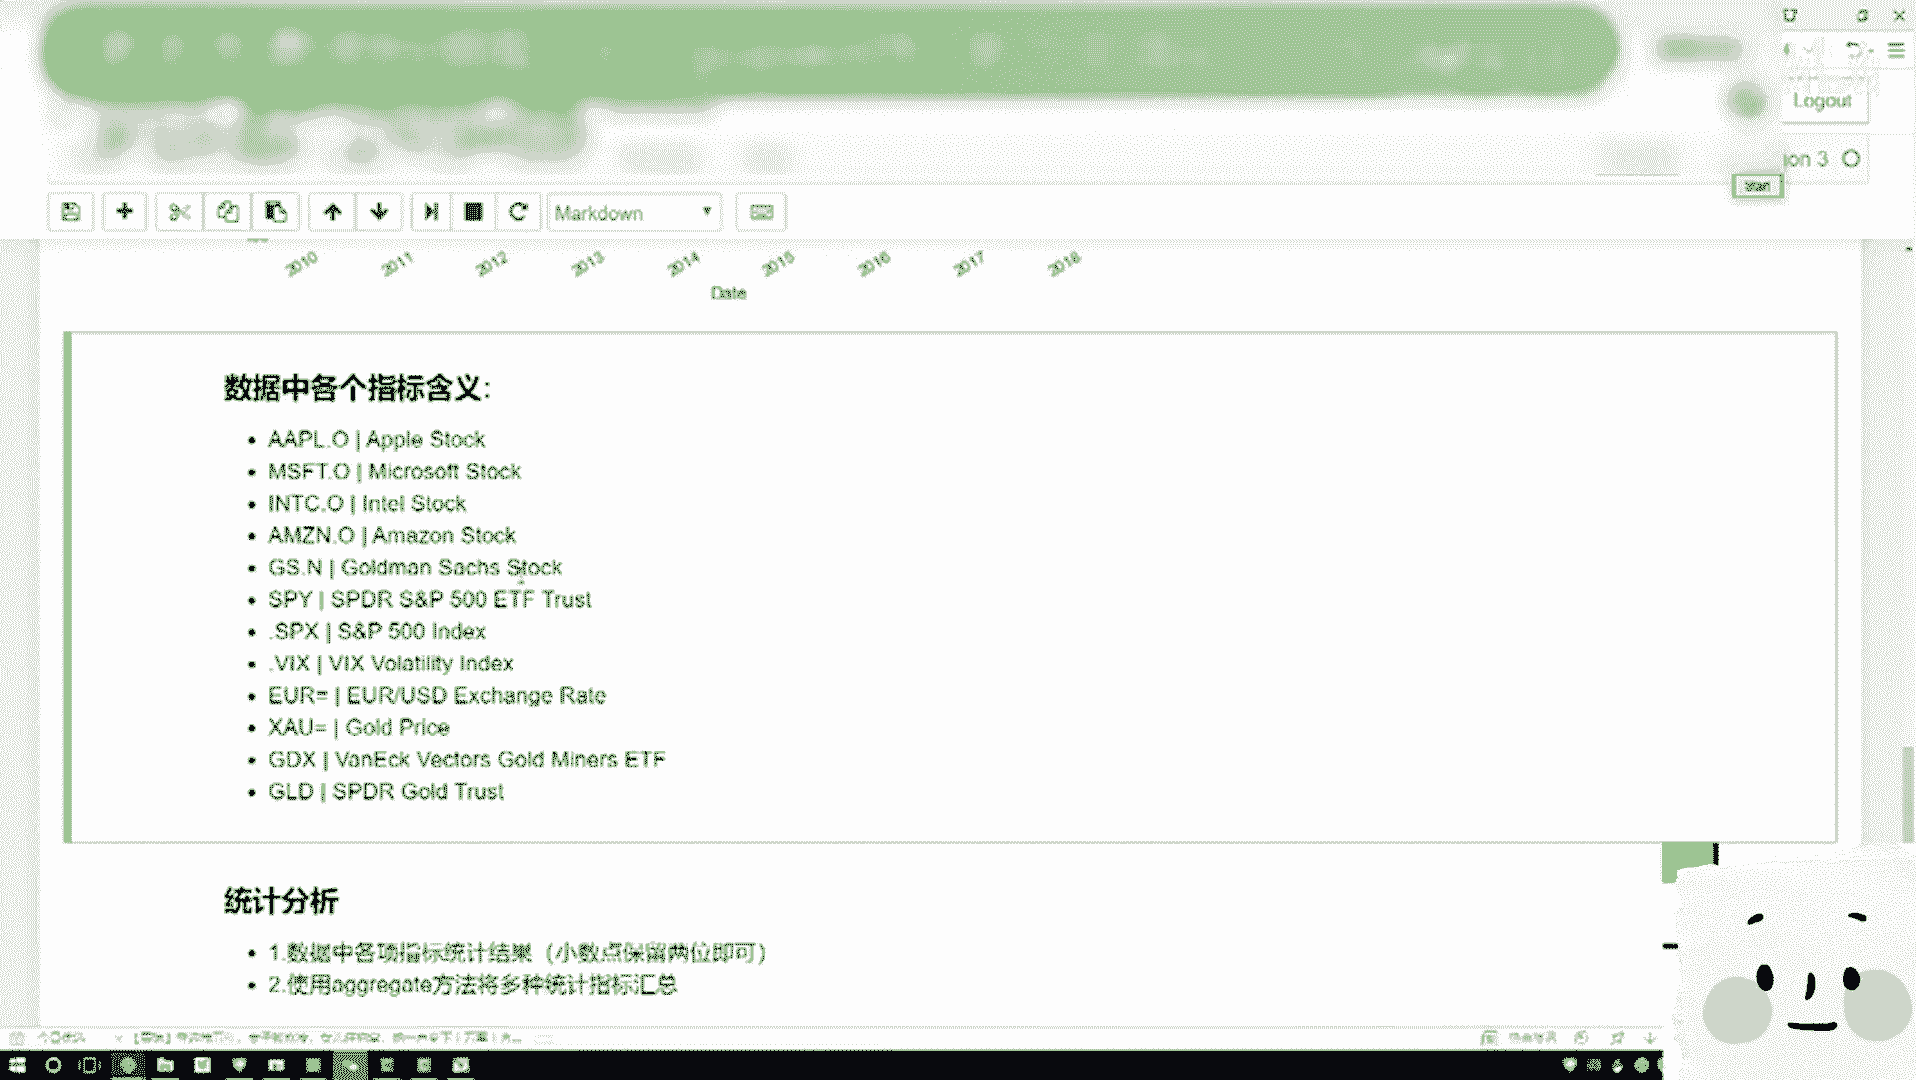 Logout
on 3
Start
Markdown
2010 2011 2012 2013 2014 2015 2016 2017 2018
Date
数据中各个指标含义:
AAPL.O | Apple Stock
MSFT.O | Microsoft Stock
INTC.O | Intel Stock
AMZN.O | Amazon Stock
GS.N | Goldman Sachs Stock
SPY | SPDR S&P 500 ETF Trust
.SPX | S&P 500 Index
.VIX | VIX Volatility Index
EUR= | EUR/USD Exchange Rate
XAU= | Gold Price
GDX | VanEck Vectors Gold Miners ETF
GLD | SPDR Gold Trust
统计分析
1.数据中各项指标统计结果（小数点保留两位即可）
2.使用aggregate方法将多种统计指标汇总